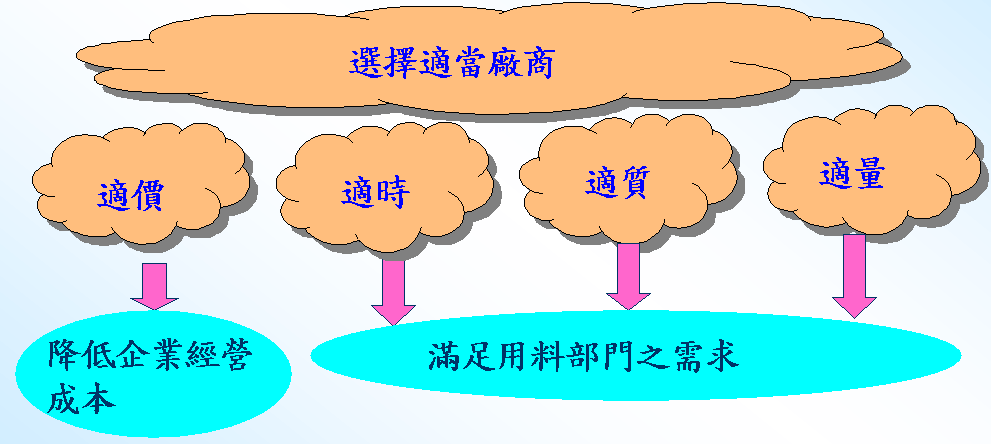 選擇適當廠商
適價
適時
適質
適量
降低企業經營
成本
滿足用料部門之需求